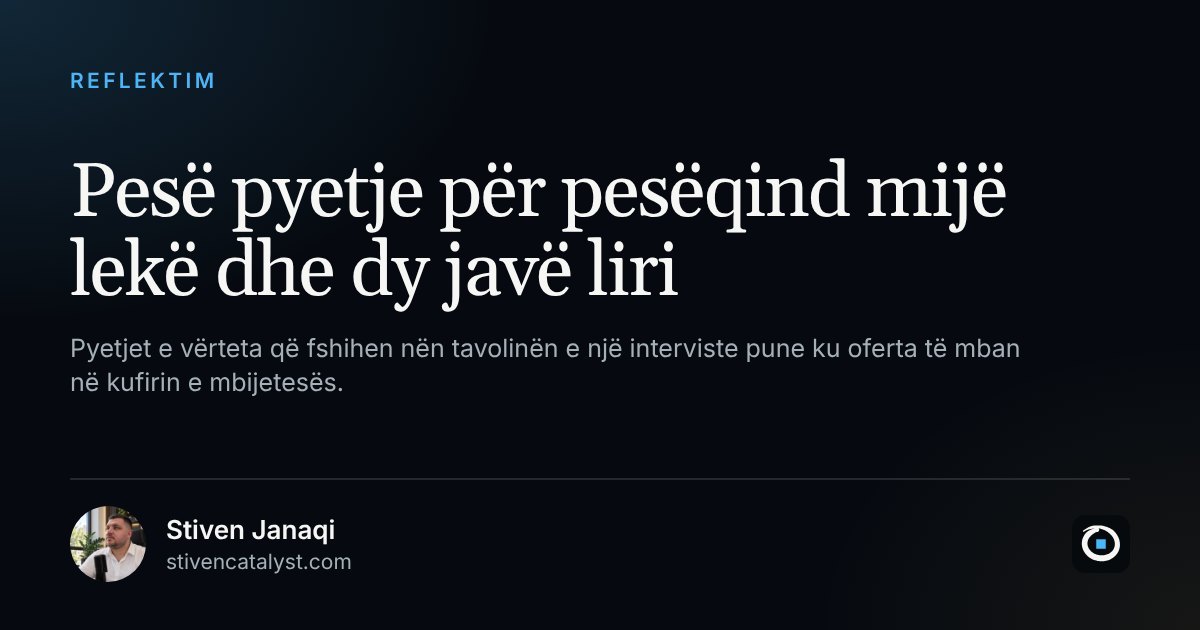 REFLEKTIM
Pesë pyetje për pesëqind mijë
lekë dhe dy javë liri
Pyetjet e vërteta që fshihen nën tavolinën e një interviste pune ku oferta të mban
në kufirin e mbijetesës.
Stiven Janaqi
stivencatalyst.com